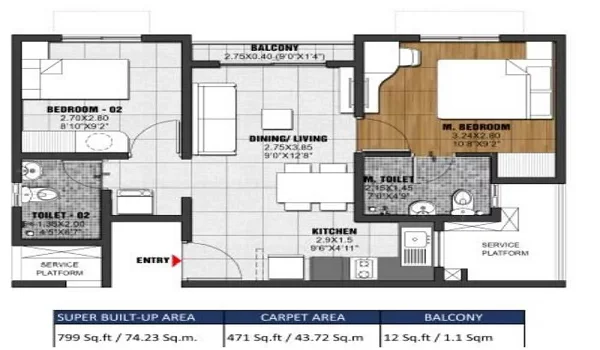 BALCONY
2.75X0.40 (9'0"X1'4")
BEDROOM - 02
2.70X2.80
8'10"X9'2"
DINING/ LIVING
2.75X3.85
9'0"X12'8"
M. BEDROOM
3.24X2.80
10'8"X9'2"
M. TOILET
2.15X1.45
7'0"X4'9"
TOILET - 02
1.35X2.00
4'5"X6'7"
KITCHEN
2.9X1.5
9'6"X4'11"
SERVICE
PLATFORM
ENTRY
SERVICE
PLATFORM
SUPER BUILT-UP AREA CARPET AREA BALCONY
799 Sq.ft / 74.23 Sq.m. 471 Sq.ft / 43.72 Sq.m 12 Sq.ft / 1.1 Sqm